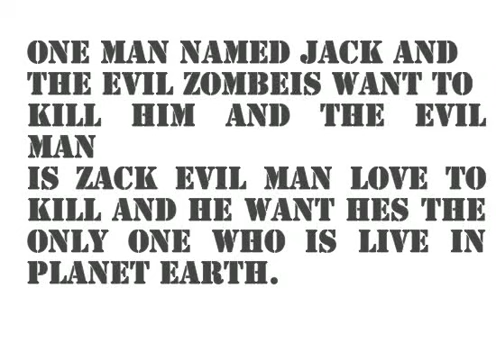 ONE MAN NAMED JACK AND
THE EVIL ZOMBEIS WANT TO
KILL HIM AND THE EVIL
MAN
IS ZACK EVIL MAN LOVE TO
KILL AND HE WANT HES THE
ONLY ONE WHO IS LIVE IN
PLANET EARTH.